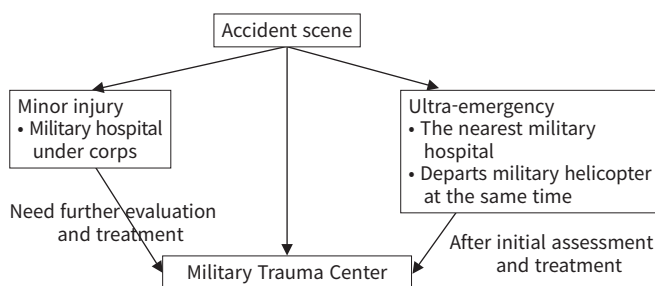 Accident scene
Minor injury
• Military hospital
under corps
Ultra-emergency
• The nearest military
hospital
• Departs military helicopter
at the same time
Need further evaluation
and treatment
After initial assessment
and treatment
Military Trauma Center